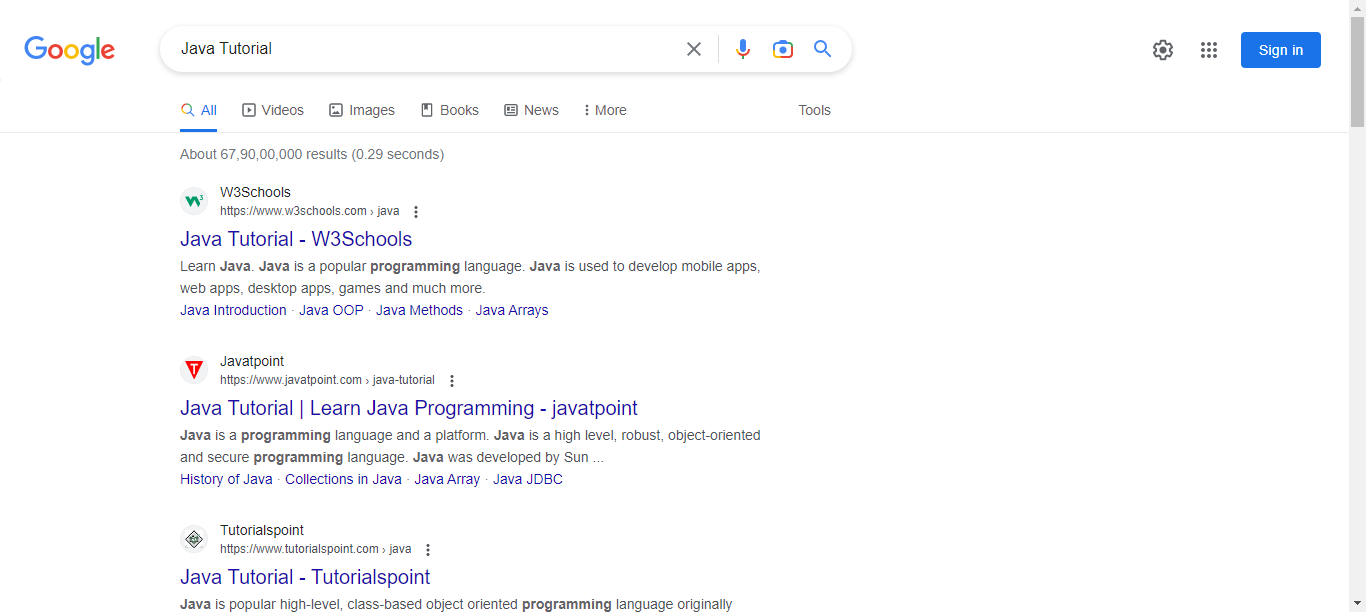 Google
Java Tutorial
Sign in
All Videos Images Books News More Tools
About 67,90,00,000 results (0.29 seconds)
W3Schools
https://www.w3schools.com › java
Java Tutorial - W3Schools
Learn Java. Java is a popular programming language. Java is used to develop mobile apps,
web apps, desktop apps, games and much more.
Java Introduction · Java OOP · Java Methods · Java Arrays
Javatpoint
https://www.javatpoint.com › java-tutorial
Java Tutorial | Learn Java Programming - javatpoint
Java is a programming language and a platform. Java is a high level, robust, object-oriented
and secure programming language. Java was developed by Sun ...
History of Java · Collections in Java · Java Array · Java JDBC
Tutorialspoint
https://www.tutorialspoint.com › java
Java Tutorial - Tutorialspoint
Java is popular high-level, class-based object oriented programming language originally